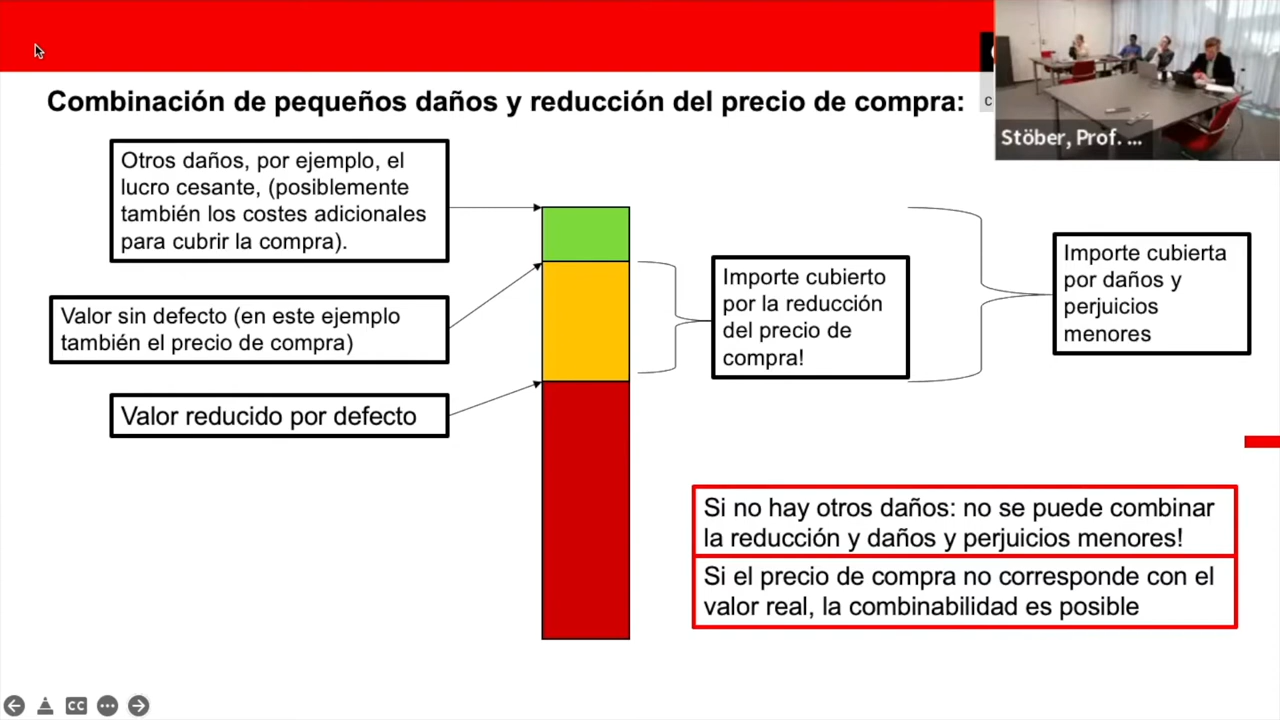 Combinación de pequeños daños y reducción del precio de compra:
Otros daños, por ejemplo, el
lucro cesante, (posiblemente
también los costes adicionales
para cubrir la compra).
Valor sin defecto (en este ejemplo
también el precio de compra)
Valor reducido por defecto
Importe cubierto
por la reducción
del precio de
compra!
Importe cubierta
por daños y
perjuicios
menores
Si no hay otros daños: no se puede combinar
la reducción y daños y perjuicios menores!
Si el precio de compra no corresponde con el
valor real, la combinabilidad es posible
Stöber, Prof. ...
CC